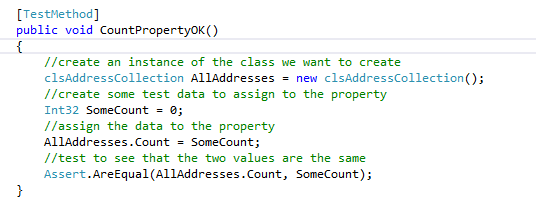 [TestMethod]
public void CountPropertyOK()
{
//create an instance of the class we want to create
clsAddressCollection AllAddresses = new clsAddressCollection();
//create some test data to assign to the property
Int32 SomeCount = 0;
//assign the data to the property
AllAddresses.Count = SomeCount;
//test to see that the two values are the same
Assert.AreEqual(AllAddresses.Count, SomeCount);
}